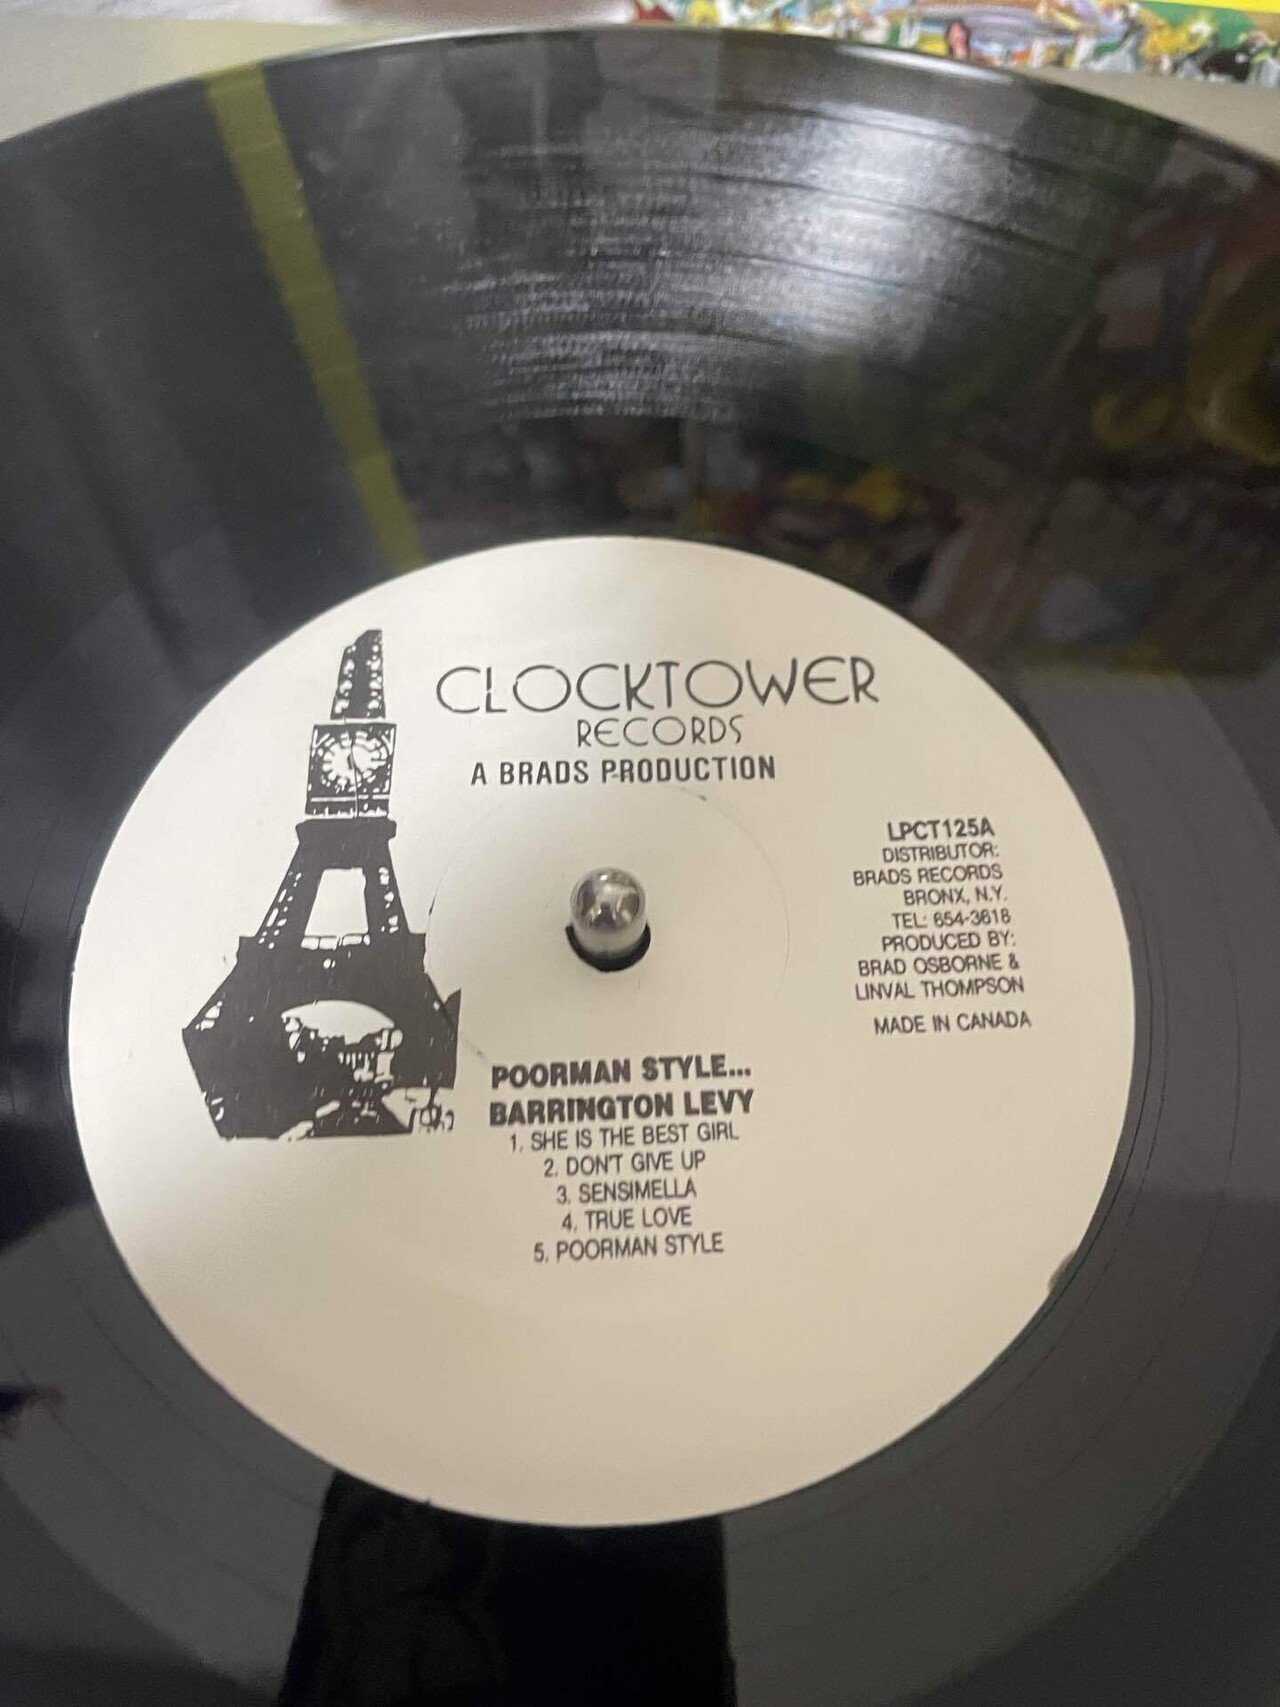 CLOCKTOWER
RECORDS
A BRADS PRODUCTION
LPCT125A
DISTRIBUTOR:
BRADS RECORDS
BRONX, N.Y.
TEL: 654-3618
PRODUCED BY:
BRAD OSBORNE &
LINVAL THOMPSON
MADE IN CANADA
POORMAN STYLE...
BARRINGTON LEVY
1. SHE IS THE BEST GIRL
2. DON'T GIVE UP
3. SENSIMELLA
4. TRUE LOVE
5. POORMAN STYLE